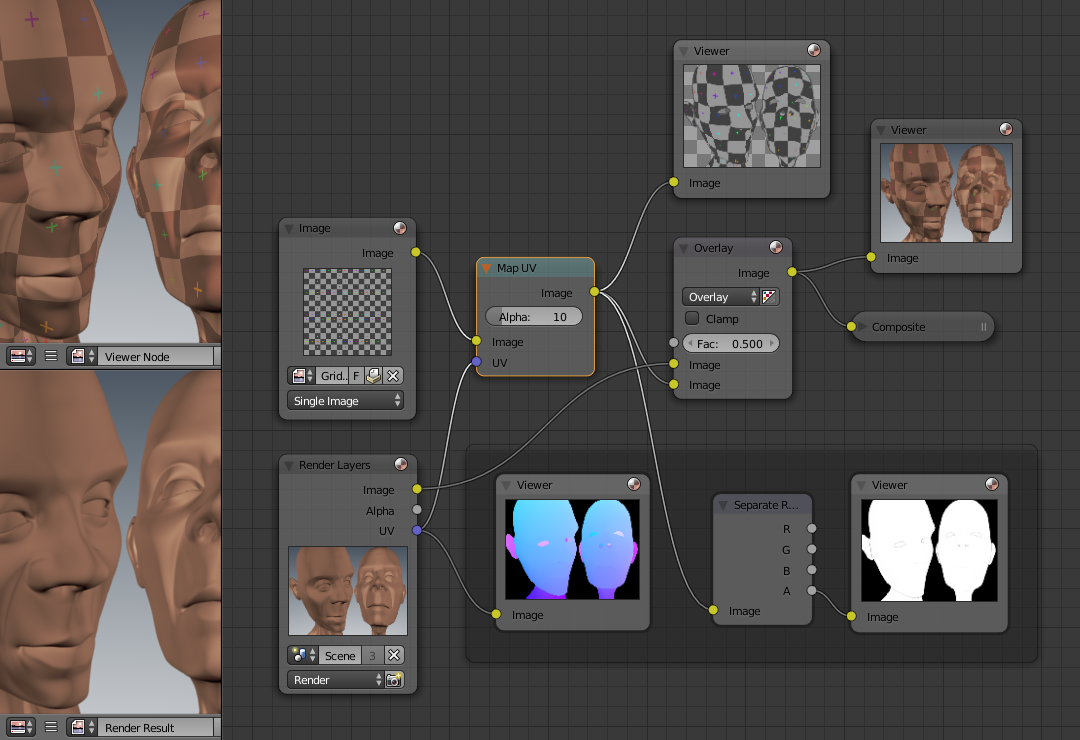 Viewer Node
Render Result
Image
Image
Grid..
F
Single Image
Render Layers
Image
Alpha
UV
Scene
3
Render
Map UV
Image
Alpha: 10
Image
UV
Viewer
Image
Overlay
Image
Overlay
Clamp
Fac: 0.500
Image
Image
Viewer
Image
Composite
Viewer
Image
Separate R...
R
G
B
A
Image
Viewer
Image